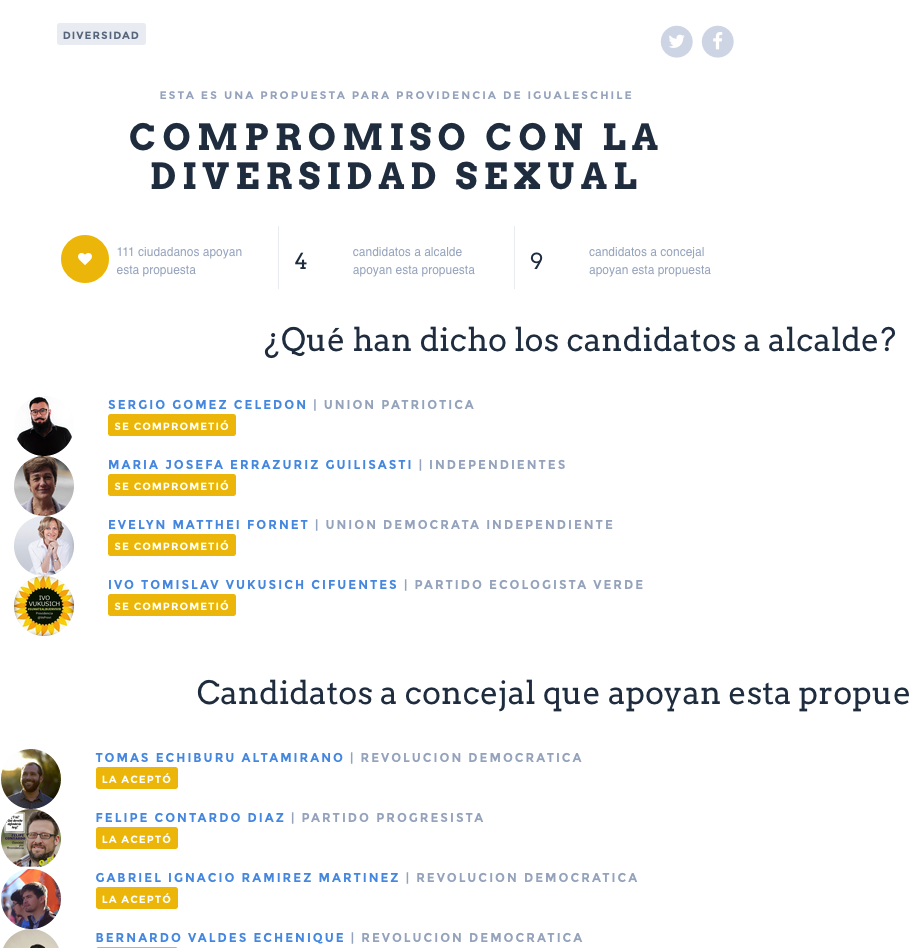 DIVERSIDAD
ESTA ES UNA PROPUESTA PARA PROVIDENCIA DE IGUALESCHILE
COMPROMISO CON LA
DIVERSIDAD SEXUAL
111 ciudadanos apoyan
esta propuesta
4
candidatos a alcalde
apoyan esta propuesta
9
candidatos a concejal
apoyan esta propuesta
¿Qué han dicho los candidatos a alcalde?
SERGIO GOMEZ CELEDON | UNION PATRIOTICA
SE COMPROMETIÓ
MARIA JOSEFA ERRAZURIZ GUILISASTI | INDEPENDIENTES
SE COMPROMETIÓ
EVELYN MATTHEI FORNET | UNION DEMOCRATA INDEPENDIENTE
SE COMPROMETIÓ
IVO TOMISLAV VUKUSICH CIFUENTES | PARTIDO ECOLOGISTA VERDE
IVO
VUKUSICH
SE COMPROMETIÓ
Candidatos a concejal que apoyan esta propue
TOMAS ECHIBURU ALTAMIRANO | REVOLUCION DEMOCRATICA
LA ACEPTÓ
FELIPE CONTARDO DIAZ | PARTIDO PROGRESISTA
LA ACEPTÓ
GABRIEL IGNACIO RAMIREZ MARTINEZ | REVOLUCION DEMOCRATICA
LA ACEPTÓ
BERNARDO VALDES ECHENIQUE | REVOLUCION DEMOCRATICA